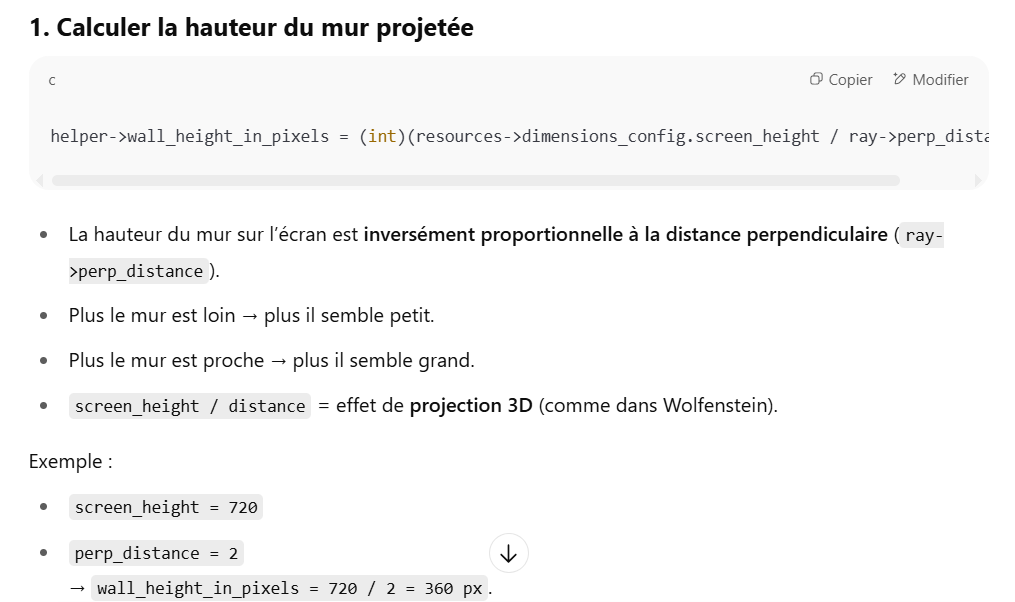 1. Calculer la hauteur du mur projetée
c
Copier Modifier
helper->wall_height_in_pixels = (int)(resources->dimensions_config.screen_height / ray->perp_dista
• La hauteur du mur sur l'écran est inversément proportionnelle à la distance perpendiculaire ( ray-
>perp_distance ).
• Plus le mur est loin → plus il semble petit.
• Plus le mur est proche → plus il semble grand.
• screen_height / distance = effet de projection 3D (comme dans Wolfenstein).
Exemple :
• screen_height = 720
• perp_distance = 2
→ wall_height_in_pixels = 720 / 2 = 360 px .